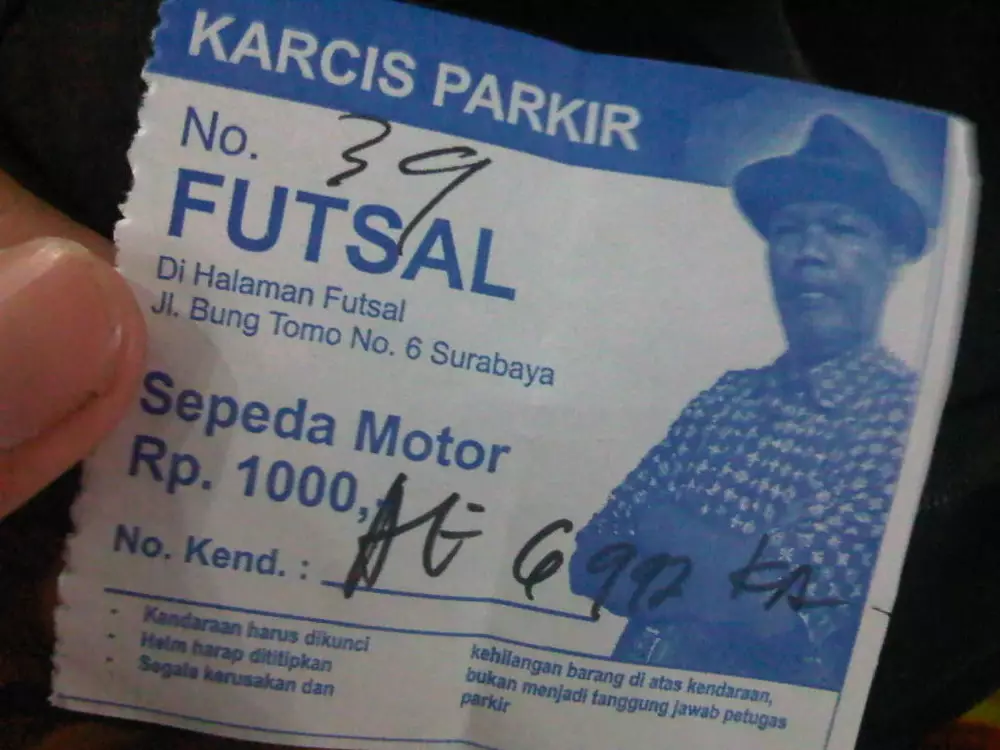 KARCIS PARKIR
No. 39
FUTSAL
Di Halaman Futsal
Jl. Bung Tomo No. 6 Surabaya
Sepeda Motor
Rp. 1000,-
No. Kend. : AE 6992
- Kendaraan harus dikunci
- Helm harap dititipkan
- Segala kerusakan dan
kehilangan barang di atas kendaraan,
bukan menjadi tanggung jawab petugas
parkir